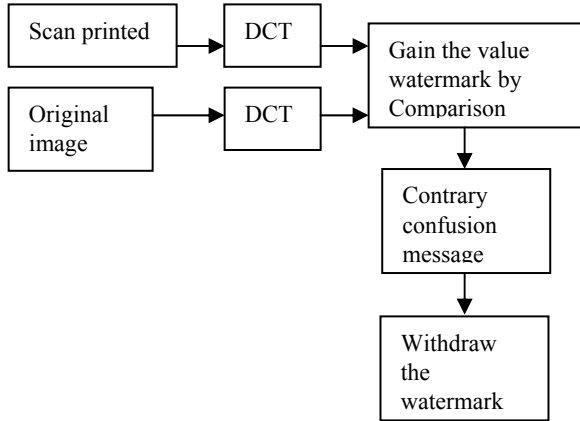 Scan printed
DCT
Gain the value
watermark by
Comparison
Original
image
DCT
Contrary
confusion
message
Withdraw
the
watermark